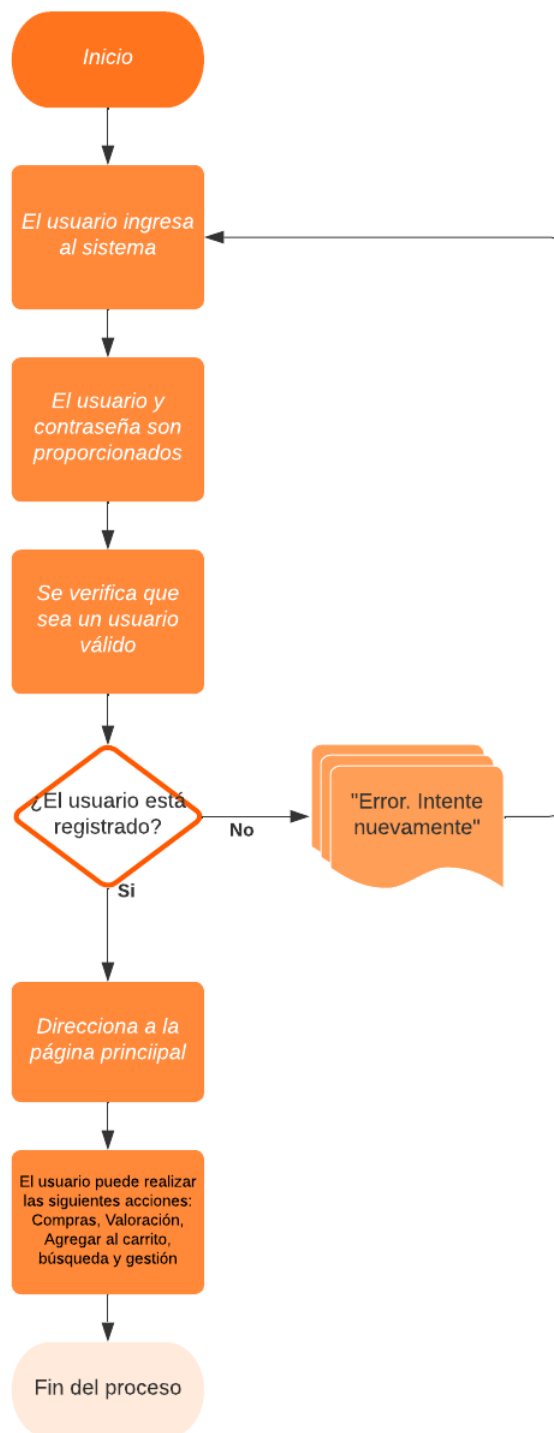 Inicio
El usuario ingresa
al sistema
El usuario y
contraseña son
proporcionados
Se verifica que
sea un usuario
válido
¿El usuario está
registrado?
No
"Error. Intente
nuevamente"
Si
Direcciona a la
página princiipal
El usuario puede realizar
las siguientes acciones:
Compras, Valoración,
Agregar al carrito,
búsqueda y gestión
Fin del proceso